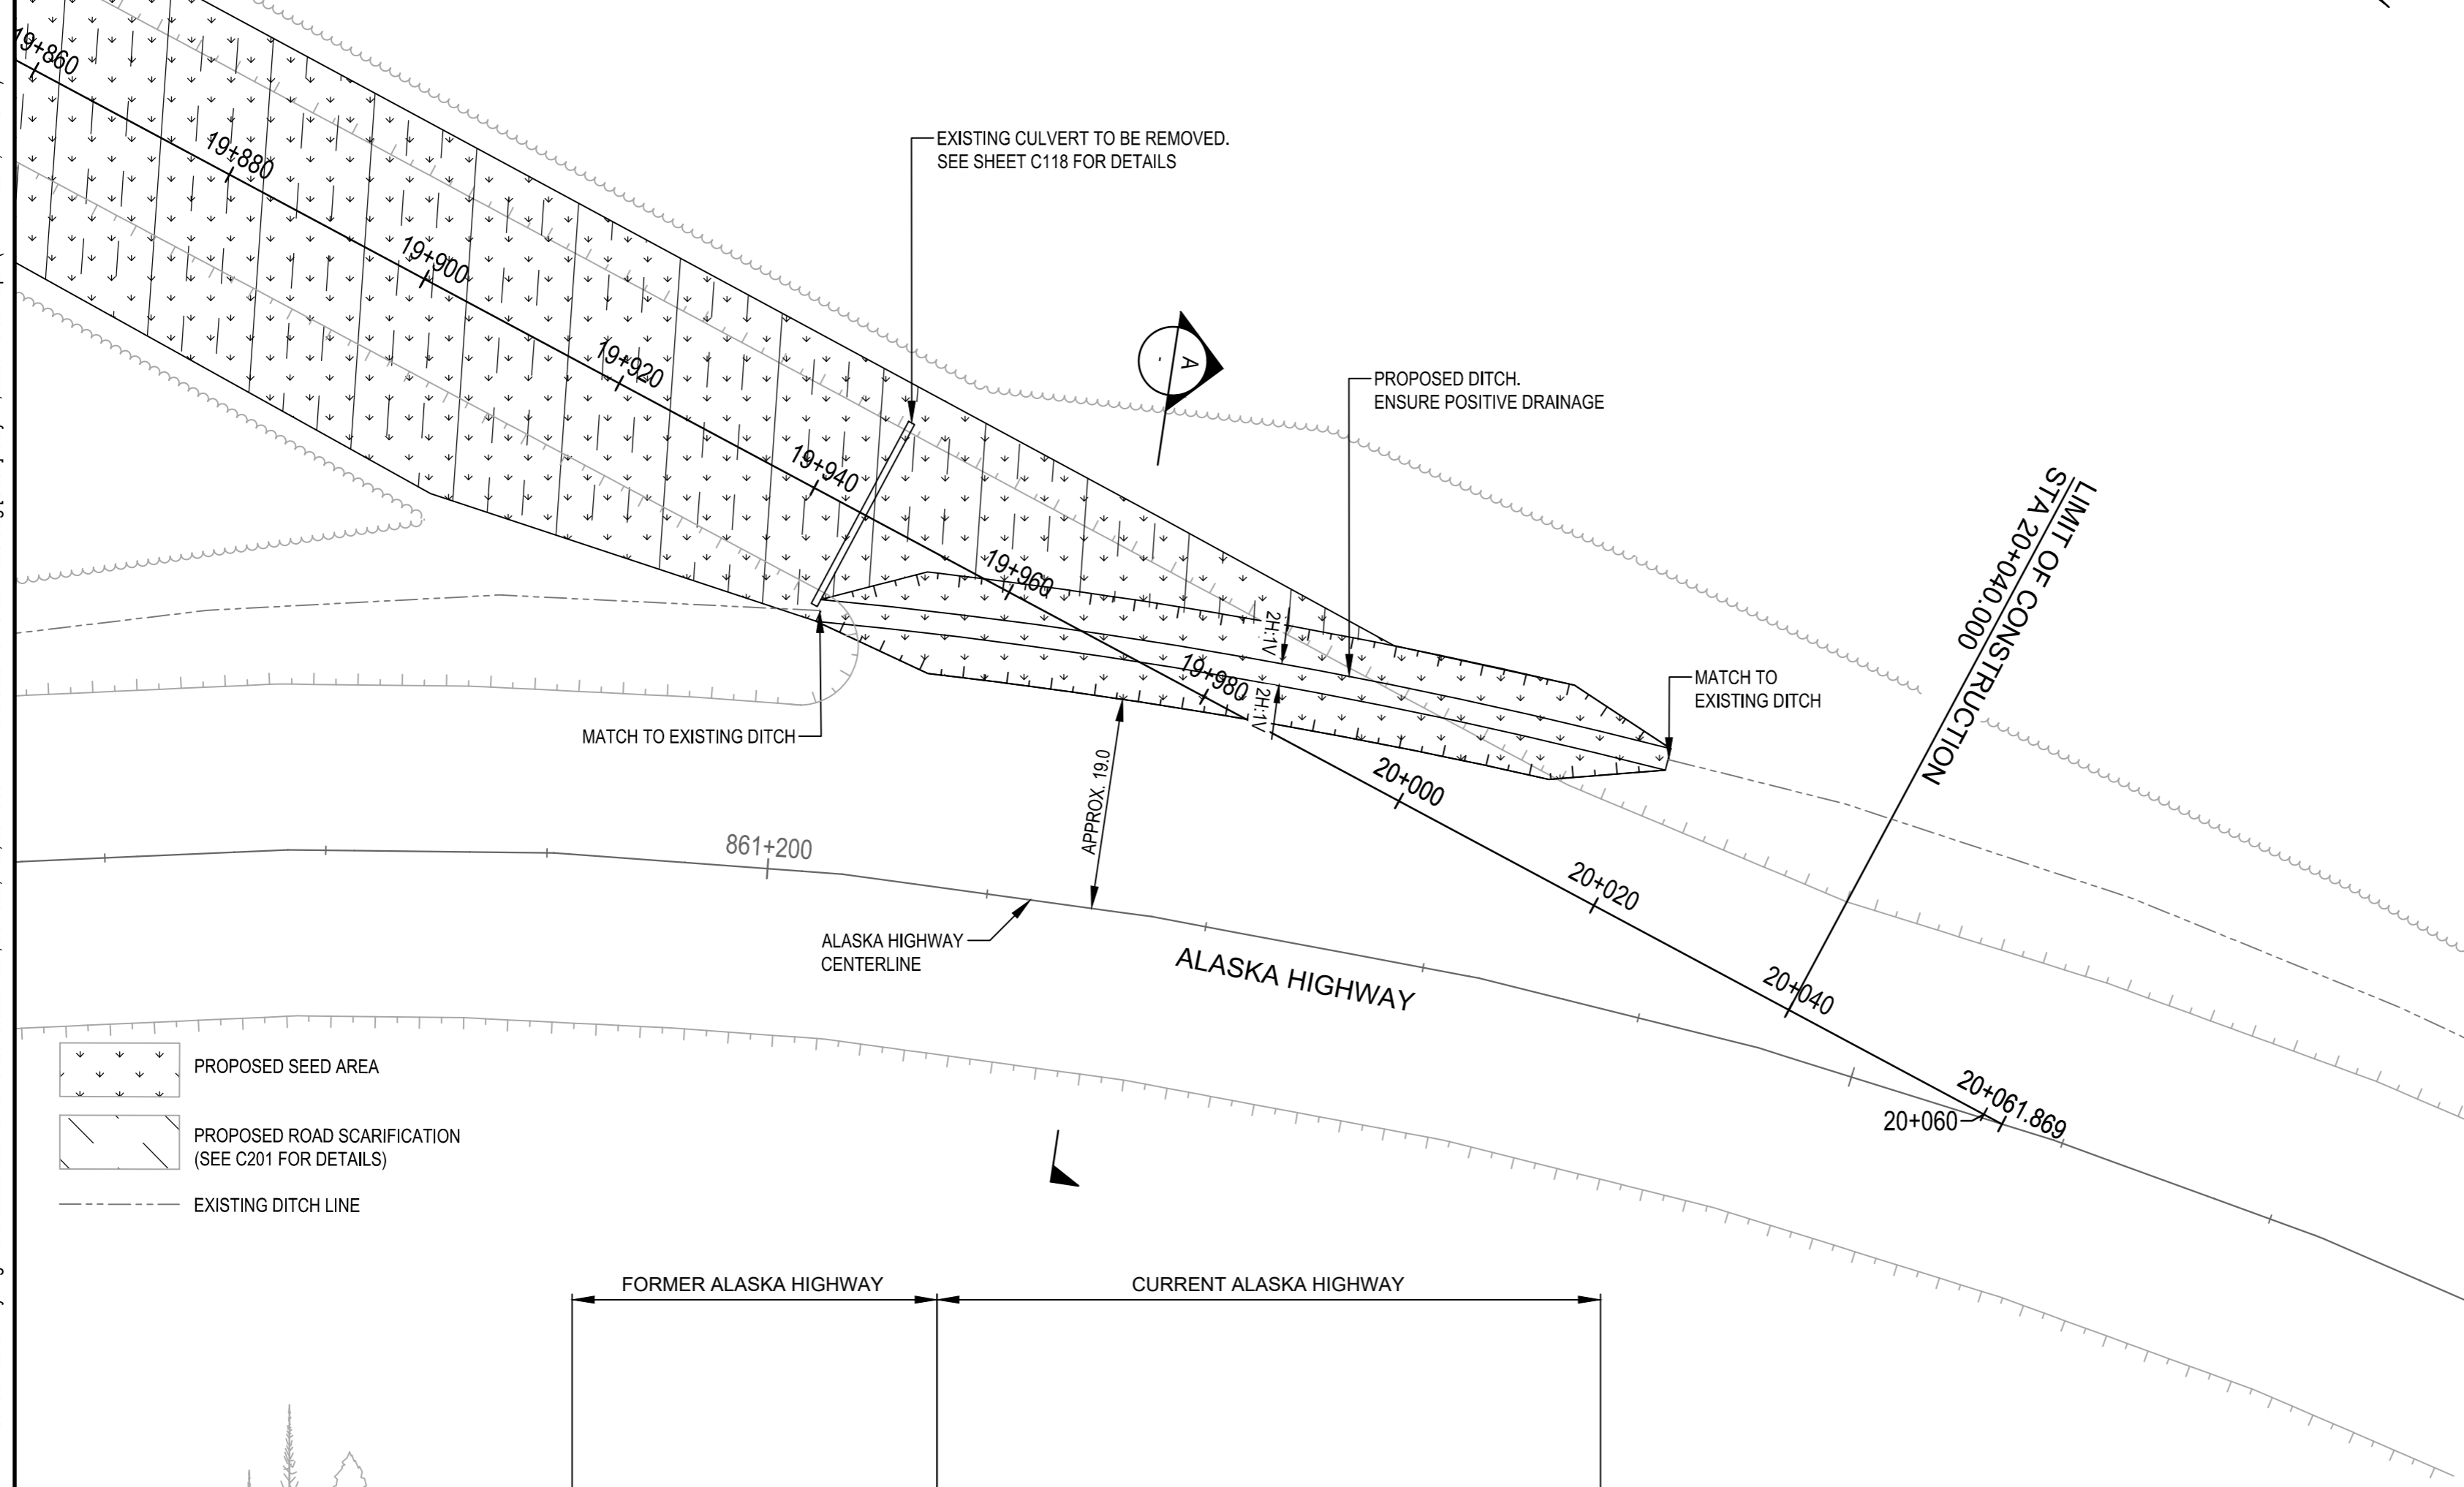 19+860
19+880
19+900
19+920
19+940
19+960
19+980
20+000
20+020
20+040
20+061.869
20+060
EXISTING CULVERT TO BE REMOVED.
SEE SHEET C118 FOR DETAILS
A
-
PROPOSED DITCH.
ENSURE POSITIVE DRAINAGE
LIMIT OF CONSTRUCTION
STA 20+040.000
2H:1V
2H:1V
MATCH TO
EXISTING DITCH
MATCH TO EXISTING DITCH
APPROX. 19.0
861+200
ALASKA HIGHWAY
CENTERLINE
ALASKA HIGHWAY
PROPOSED SEED AREA
PROPOSED ROAD SCARIFICATION
(SEE C201 FOR DETAILS)
EXISTING DITCH LINE
FORMER ALASKA HIGHWAY
CURRENT ALASKA HIGHWAY